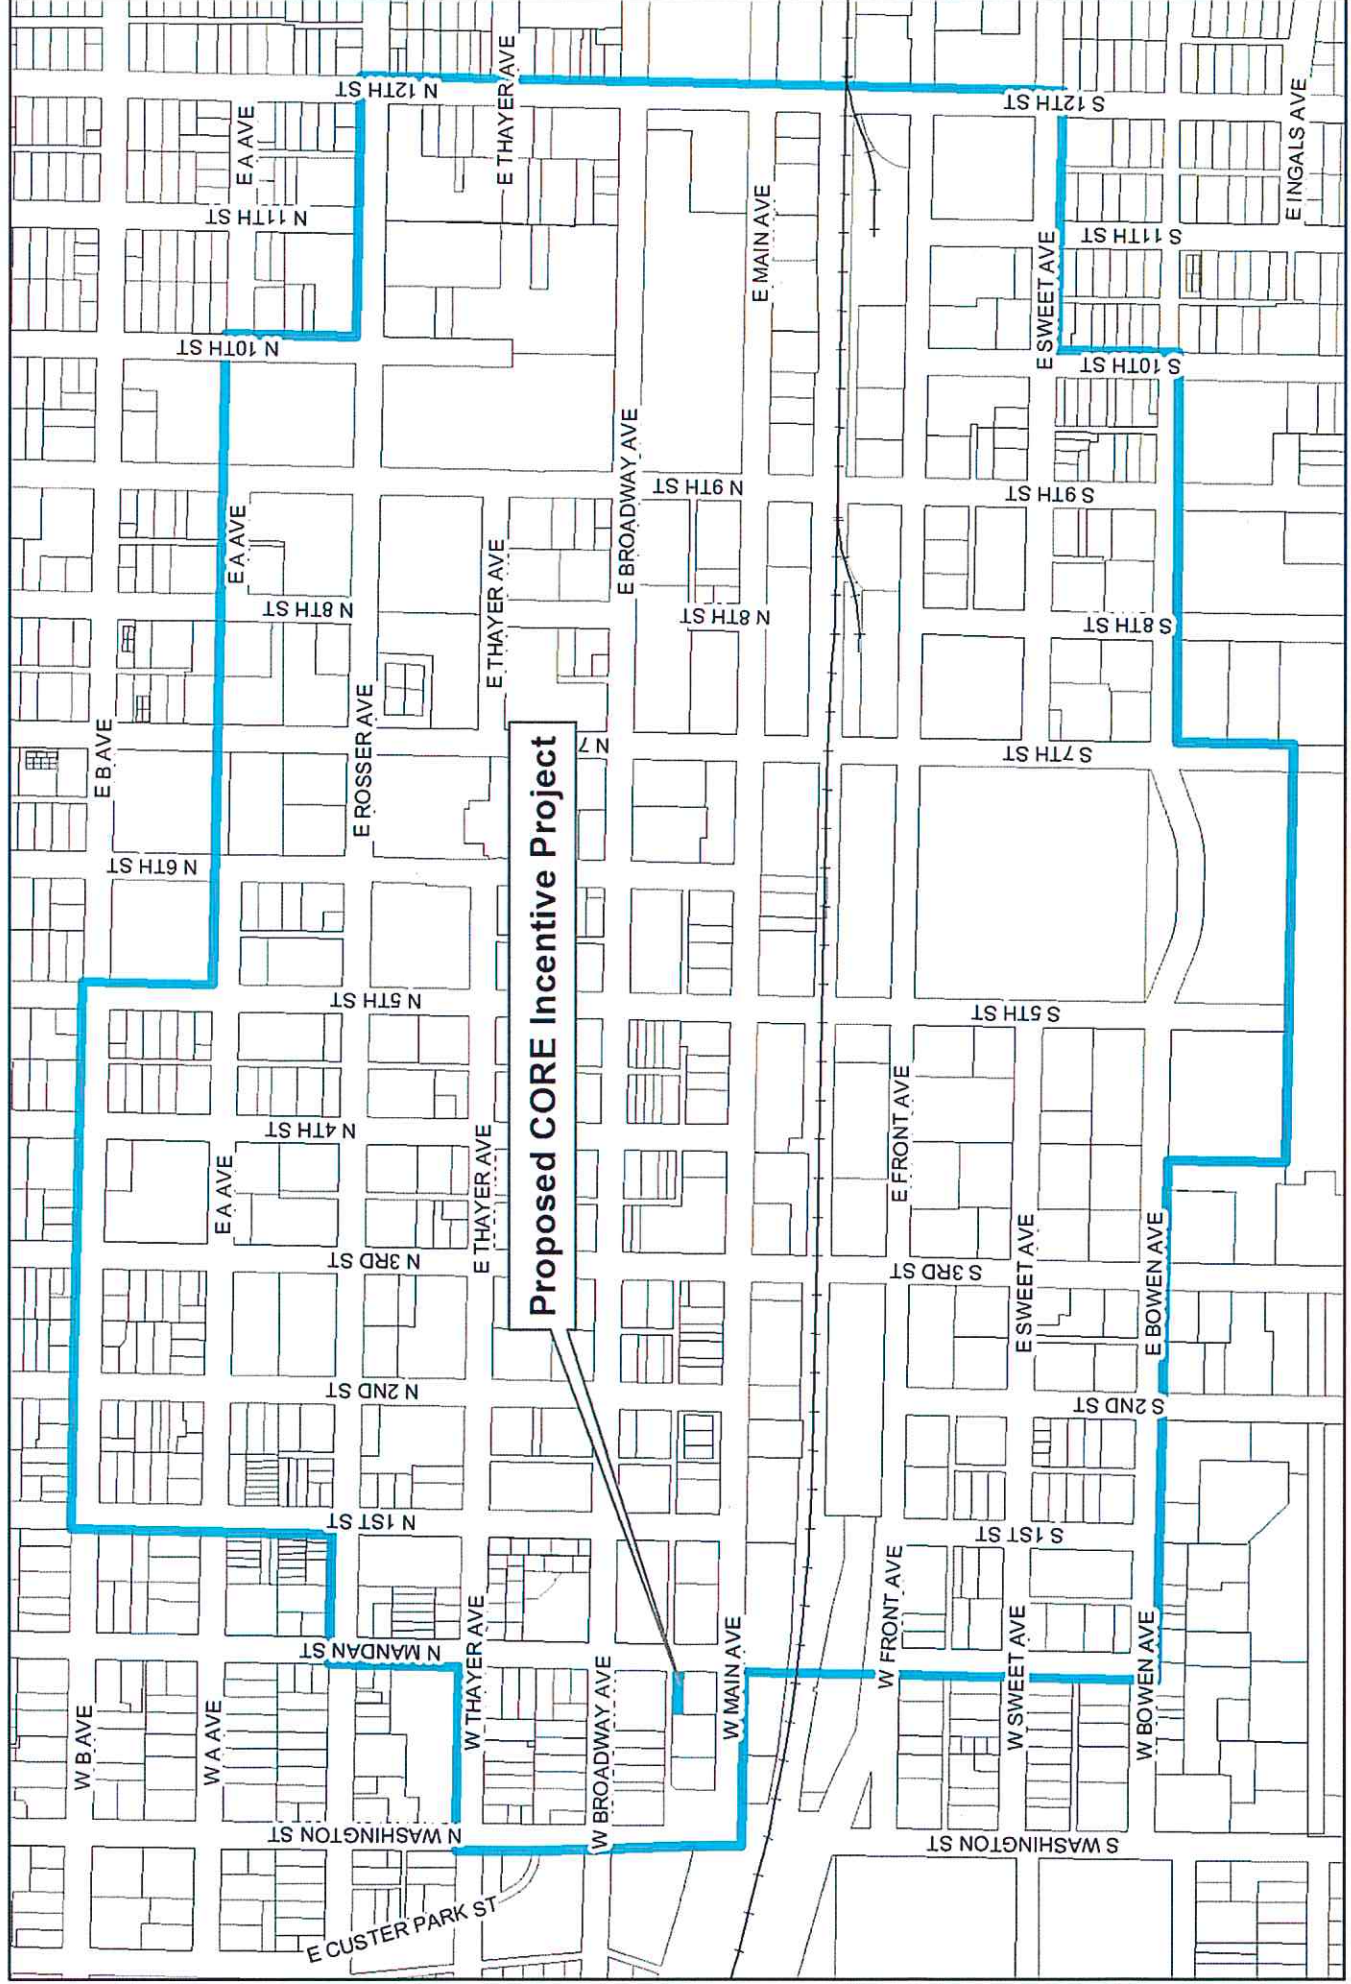 N 12TH ST
E THAYER AVE
E A AVE
N 11TH ST
S 12TH ST
E INGALS AVE
E MAIN AVE
S 11TH ST
E SWEET AVE
N 10TH ST
S 10TH ST
E BROADWAY AVE
N 9TH ST
S 9TH ST
E A AVE
E THAYER AVE
N 8TH ST
N 8TH ST
S 8TH ST
E B AVE
E ROSSER AVE
N 7
S 7TH ST
N 6TH ST
Proposed CORE Incentive Project
N 5TH ST
S 5TH ST
E FRONT AVE
N 4TH ST
E A AVE
E THAYER AVE
N 3RD ST
S 3RD ST
E SWEET AVE
E BOWEN AVE
N 2ND ST
S 2ND ST
N 1ST ST
S 1ST ST
W FRONT AVE
N MANDAN ST
W THAYER AVE
W MAIN AVE
W SWEET AVE
W BOWEN AVE
W B AVE
W A AVE
W BROADWAY AVE
N WASHINGTON ST
S WASHINGTON ST
E CUSTER PARK ST